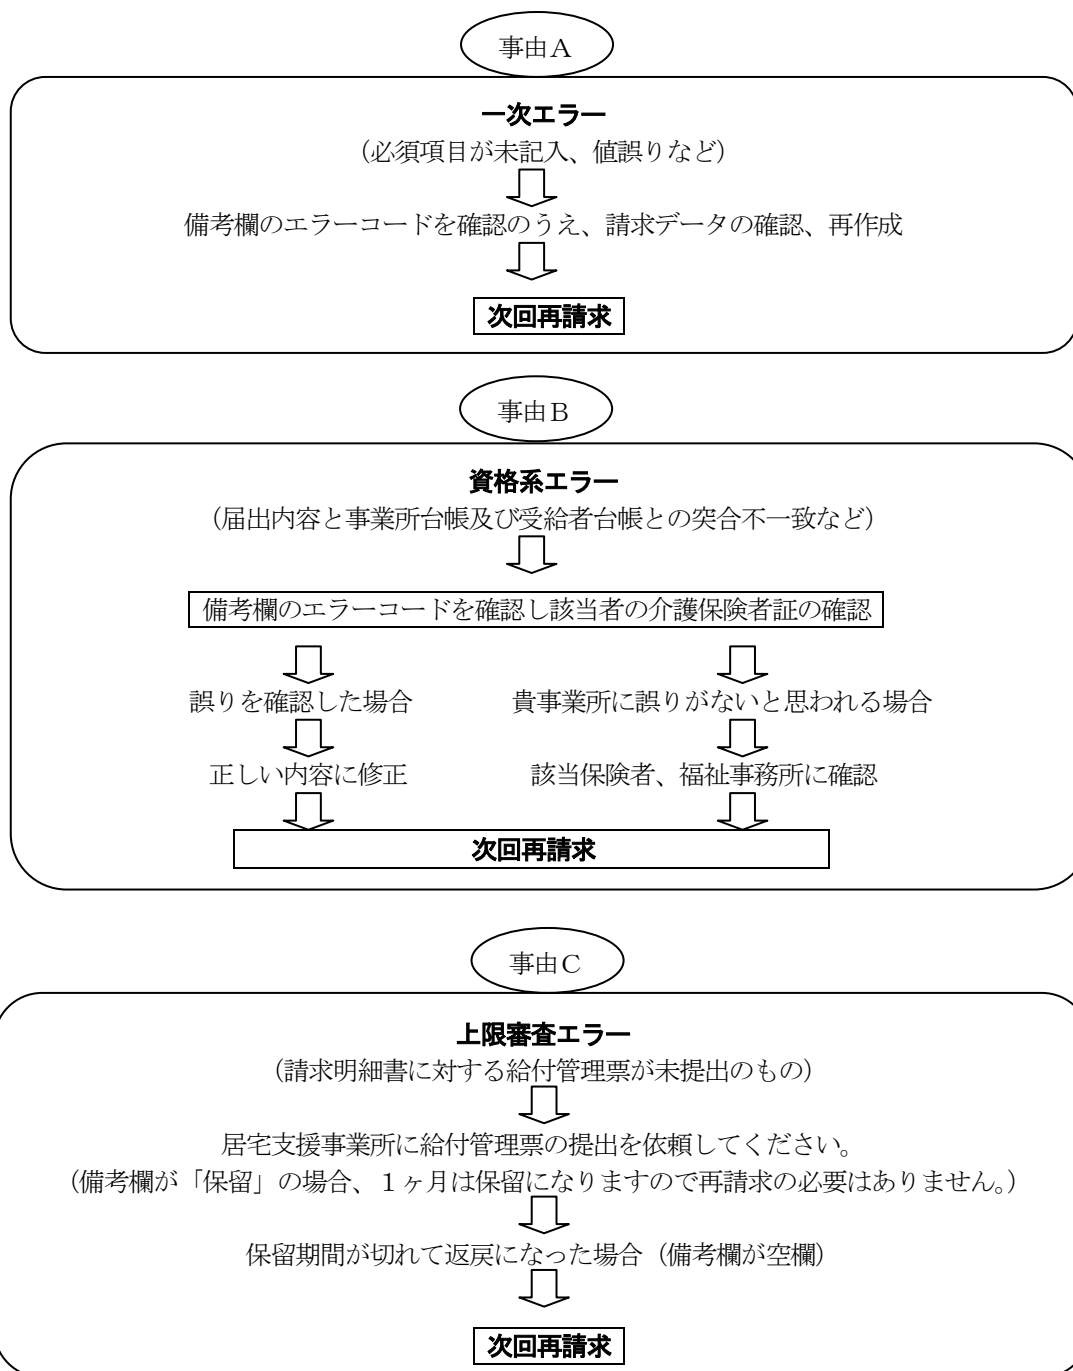 事由A
一次エラー
(必須項目が未記入、値誤りなど)
備考欄のエラーコードを確認のうえ、請求データの確認、再作成
次回再請求
事由B
資格系エラー
(届出内容と事業所台帳及び受給者台帳との突合不一致など)
備考欄のエラーコードを確認し該当者の介護保険者証の確認
誤りを確認した場合
貴事業所に誤りがないと思われる場合
正しい内容に修正
該当保険者、福祉事務所に確認
次回再請求
事由C
上限審査エラー
(請求明細書に対する給付管理票が未提出のもの)
居宅支援事業所に給付管理票の提出を依頼してください。
(備考欄が「保留」の場合、1ヶ月は保留になりますので再請求の必要はありません。)
保留期間が切れて返戻になった場合(備考欄が空欄)
次回再請求